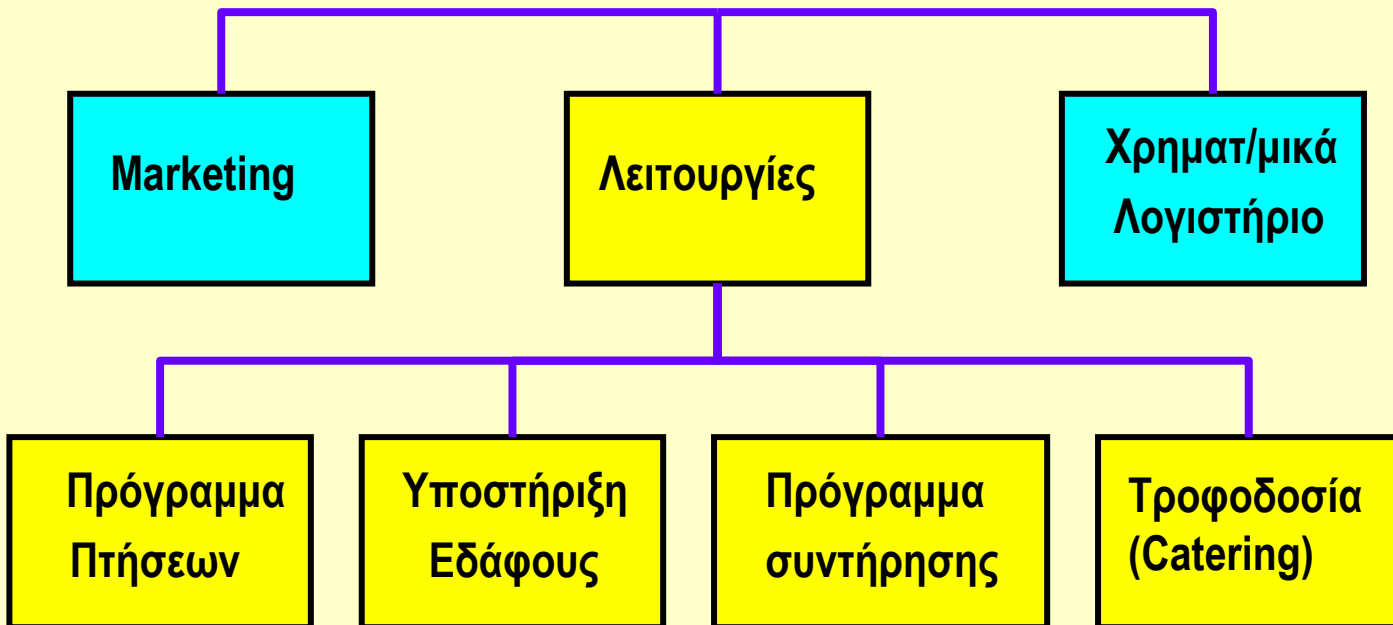 Marketing
Λειτουργίες
Χρηματ/μικά
Λογιστήριο
Πρόγραμμα
Πτήσεων
Υποστήριξη
Εδάφους
Πρόγραμμα
συντήρησης
Τροφοδοσία
(Catering)